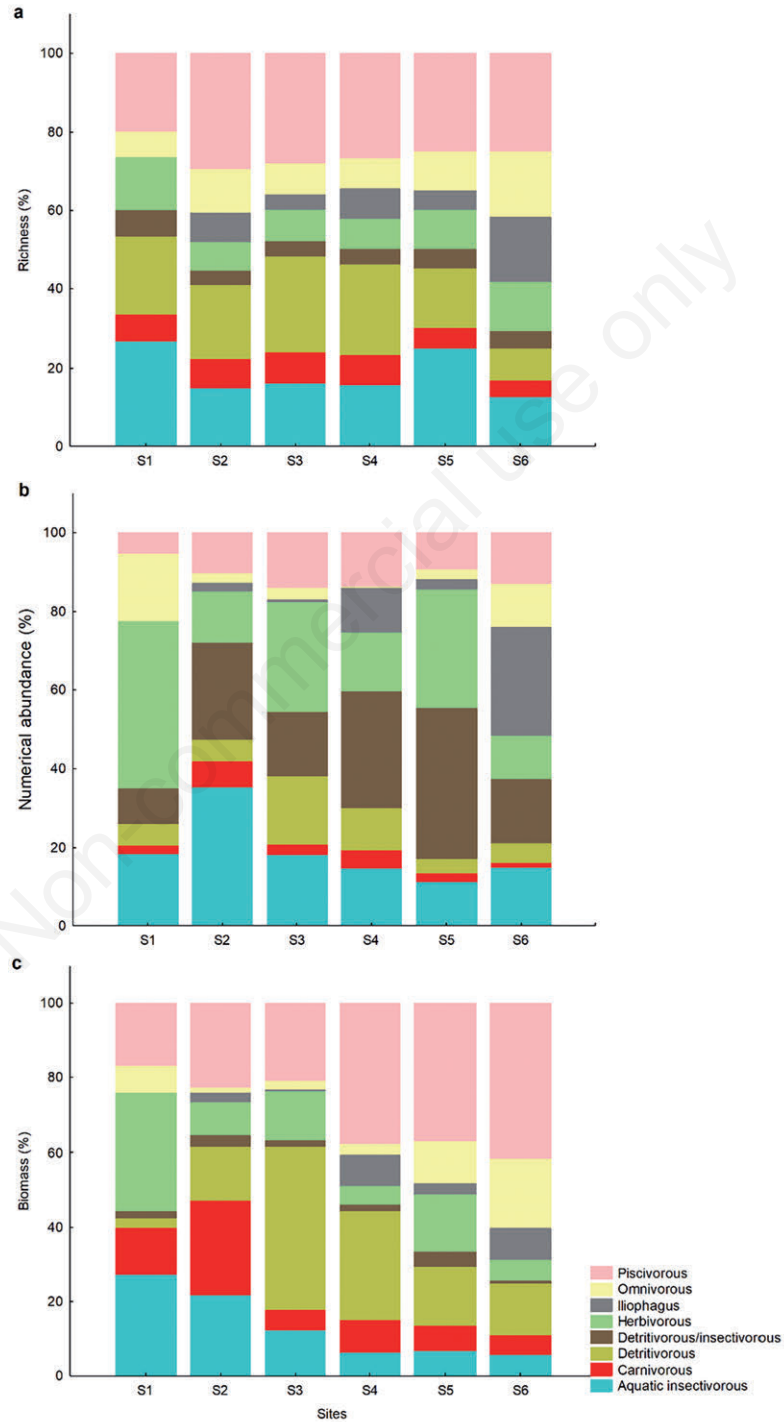 a
100
80
60
40
20
0
Richness (%)
S1 S2 S3 S4 S5 S6
b
100
80
60
40
20
0
Numerical abundance (%)
S1 S2 S3 S4 S5 S6
c
100
80
60
40
20
0
Biomass (%)
S1 S2 S3 S4 S5 S6
Sites
Piscivorous
Omnivorous
Iliophagus
Herbivorous
Detritivorous/insectivorous
Detritivorous
Carnivorous
Aquatic insectivorous
Non-commercial use only